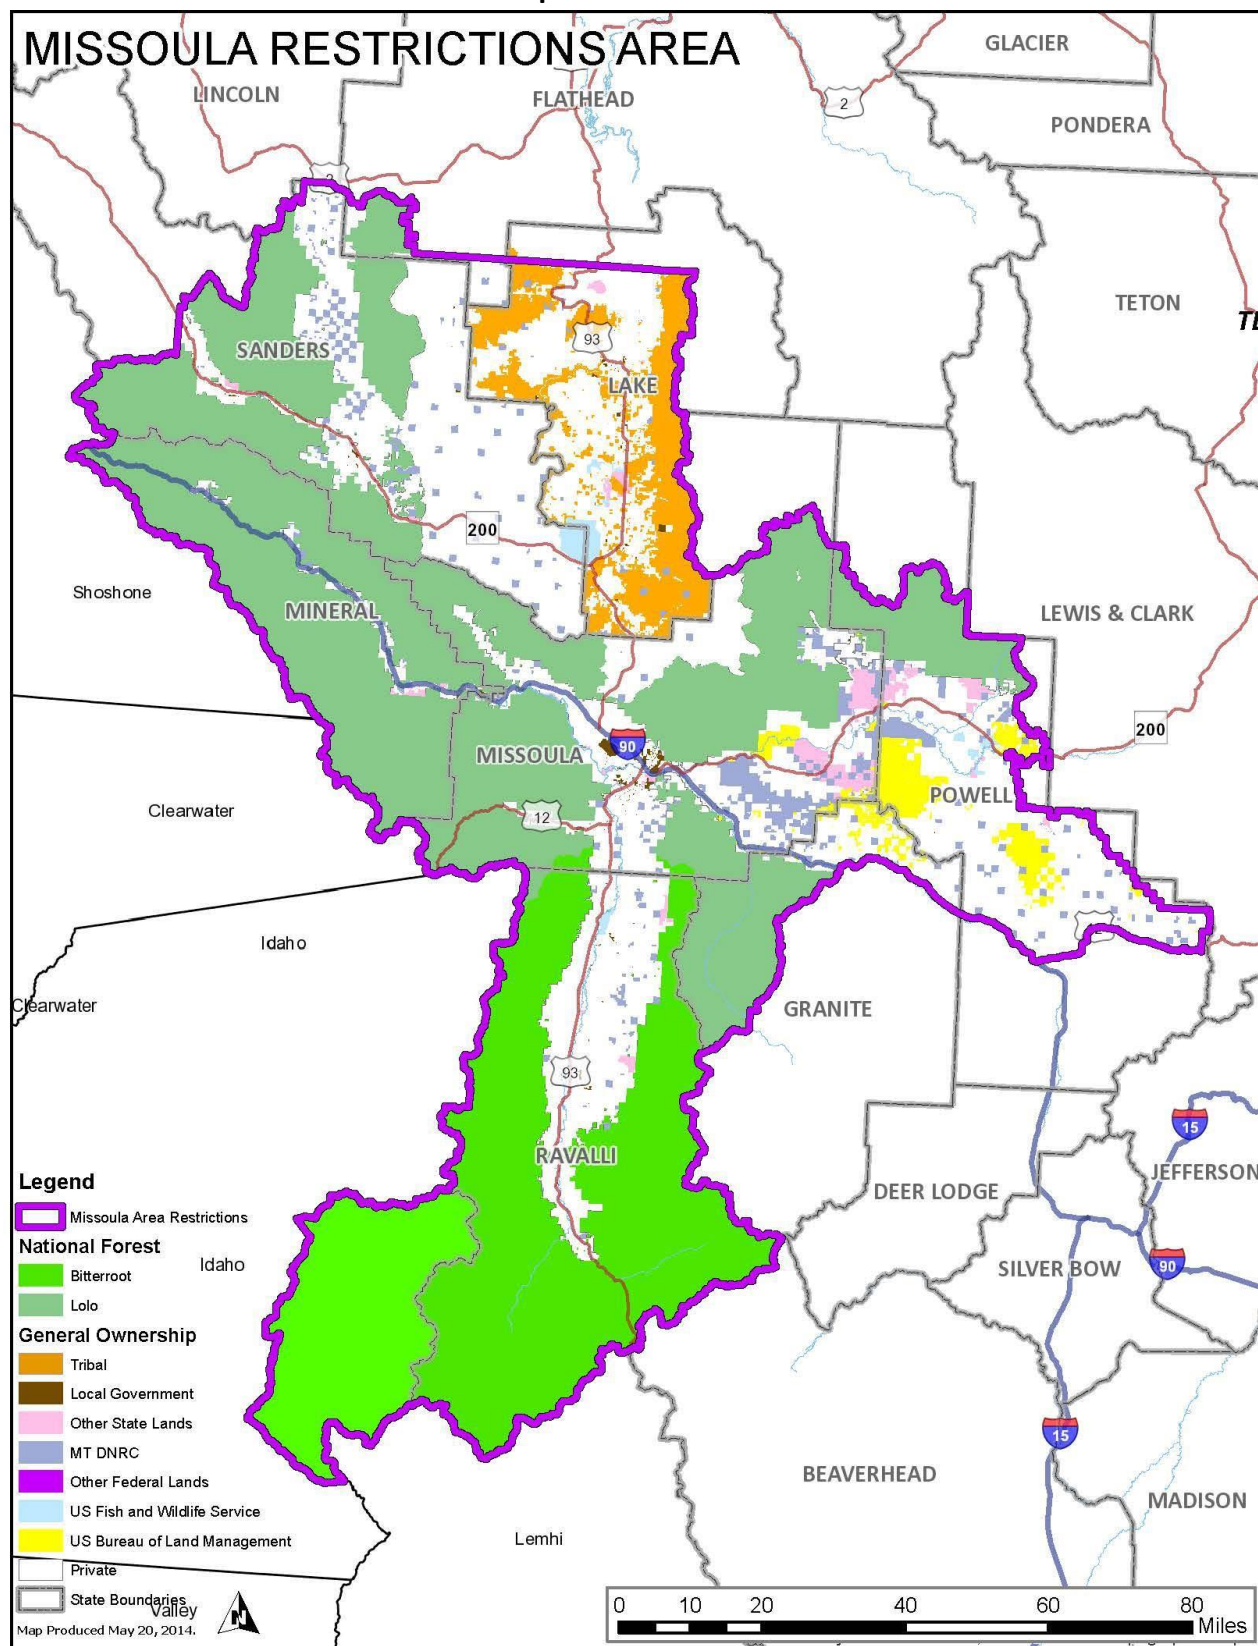 MISSOULA RESTRICTIONS AREA
GLACIER
LINCOLN
FLATHEAD
2
PONDERA
2
TETON
93
SANDERS
LAKE
200
Shoshone
MINERAL
LEWIS & CLARK
200
90
MISSOULA
POWELL
Clearwater
12
Idaho
Clearwater
GRANITE
93
15
RAVALLI
JEFFERSON
DEER LODGE
Legend
Missoula Area Restrictions
National Forest
Idaho
SILVER BOW
90
Bitterroot
Lolo
General Ownership
Tribal
Local Government
Other State Lands
15
MT DNRC
BEAVERHEAD
Other Federal Lands
MADISON
US Fish and Wildlife Service
Lemhi
US Bureau of Land Management
Private
State Boundaries
Valley
N
0 10 20 40 60 80
Miles
Map Produced May 20, 2014.